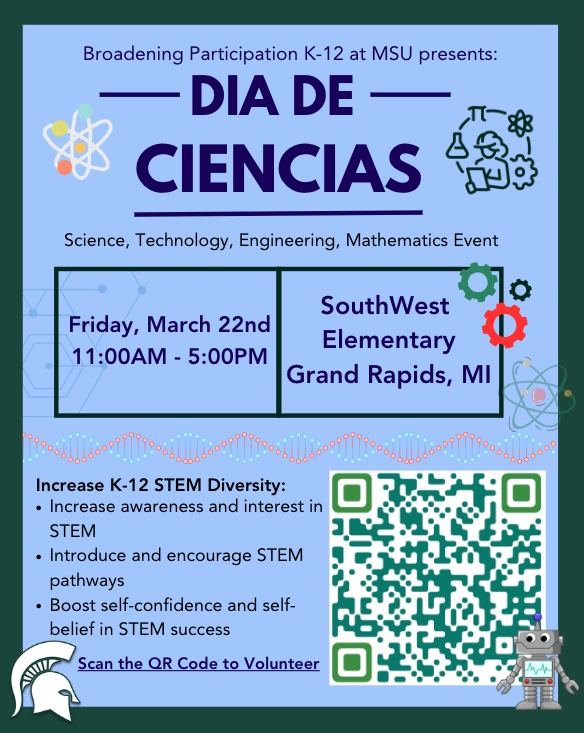 Broadening Participation K-12 at MSU presents:
DIA DE
CIENCIAS
Science, Technology, Engineering, Mathematics Event
Friday, March 22nd
11:00AM - 5:00PM
SouthWest
Elementary
Grand Rapids, MI
Increase K-12 STEM Diversity:
• Increase awareness and interest in
STEM
• Introduce and encourage STEM
pathways
• Boost self-confidence and self-
belief in STEM success
Scan the QR Code to Volunteer